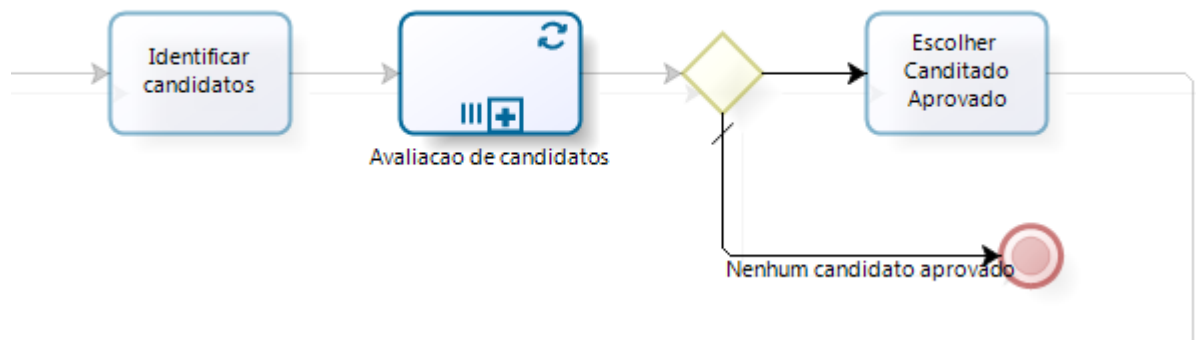 Identificar
candidatos
Avaliacao de candidatos
Escolher
Canditado
Aprovado
Nenhum candidato aprovado